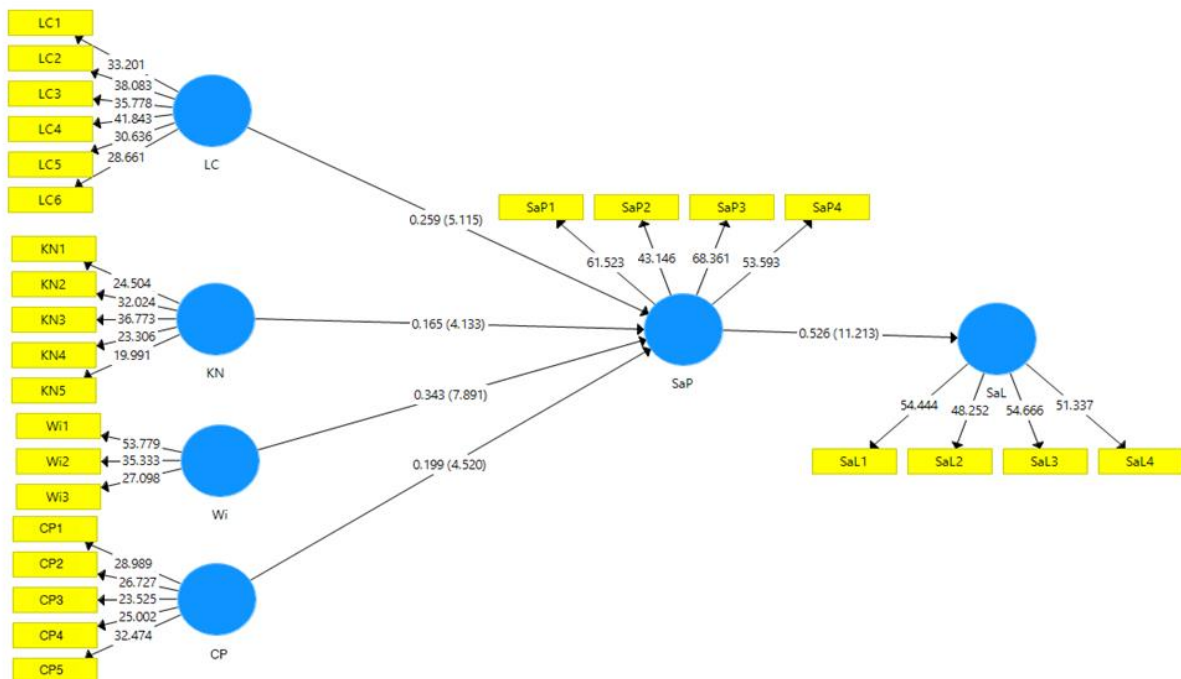 LC1
LC2
LC3
LC4
LC5
LC6
33.201
38.083
35.778
41.843
30.636
28.661
LC
KN1
KN2
KN3
KN4
KN5
24.504
32.024
36.773
23.306
19.991
KN
Wi1
Wi2
Wi3
53.779
35.333
27.098
Wi
CP1
CP2
CP3
CP4
CP5
28.989
26.727
23.525
25.002
32.474
CP
0.259 (5.115)
0.165 (4.133)
0.343 (7.891)
0.199 (4.520)
SaP1
SaP2
SaP3
SaP4
61.523
43.146
68.361
53.593
SaP
0.526 (11.213)
SaL
54.444
48.252
54.666
51.337
SaL1
SaL2
SaL3
SaL4